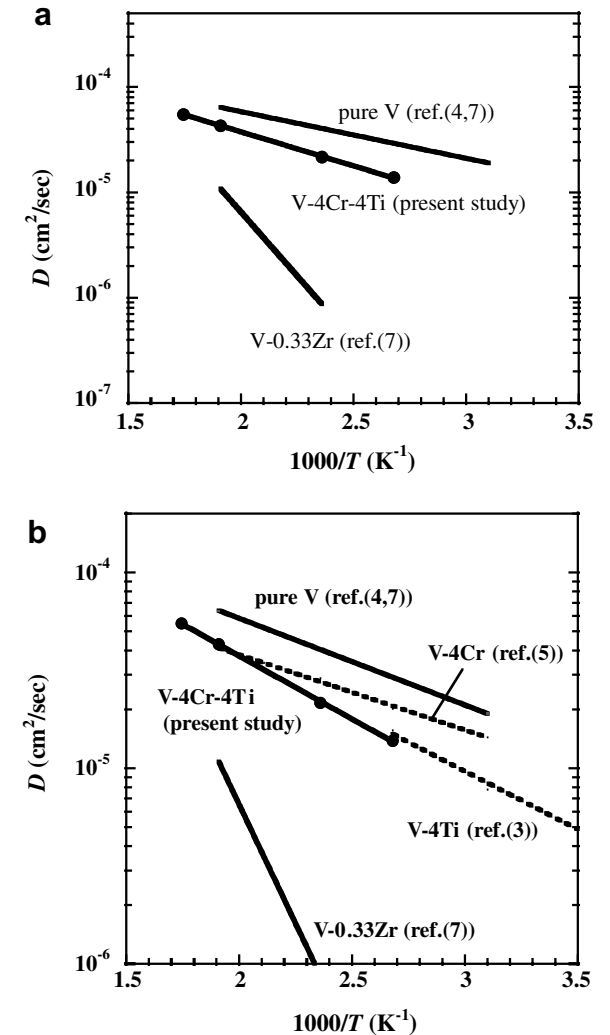 a
10⁻⁴
pure V (ref.(4,7))
10⁻⁵
V-4Cr-4Ti (present study)
D (cm²/sec)
10⁻⁶
V-0.33Zr (ref.(7))
10⁻⁷
1.5 2 2.5 3 3.5
1000/T (K⁻¹)
b
10⁻⁴
pure V (ref.(4,7))
V-4Cr (ref.(5))
V-4Cr-4Ti
(present study)
D (cm²/sec)
10⁻⁵
V-4Ti (ref.(3))
V-0.33Zr (ref.(7))
10⁻⁶
1.5 2 2.5 3 3.5
1000/T (K⁻¹)